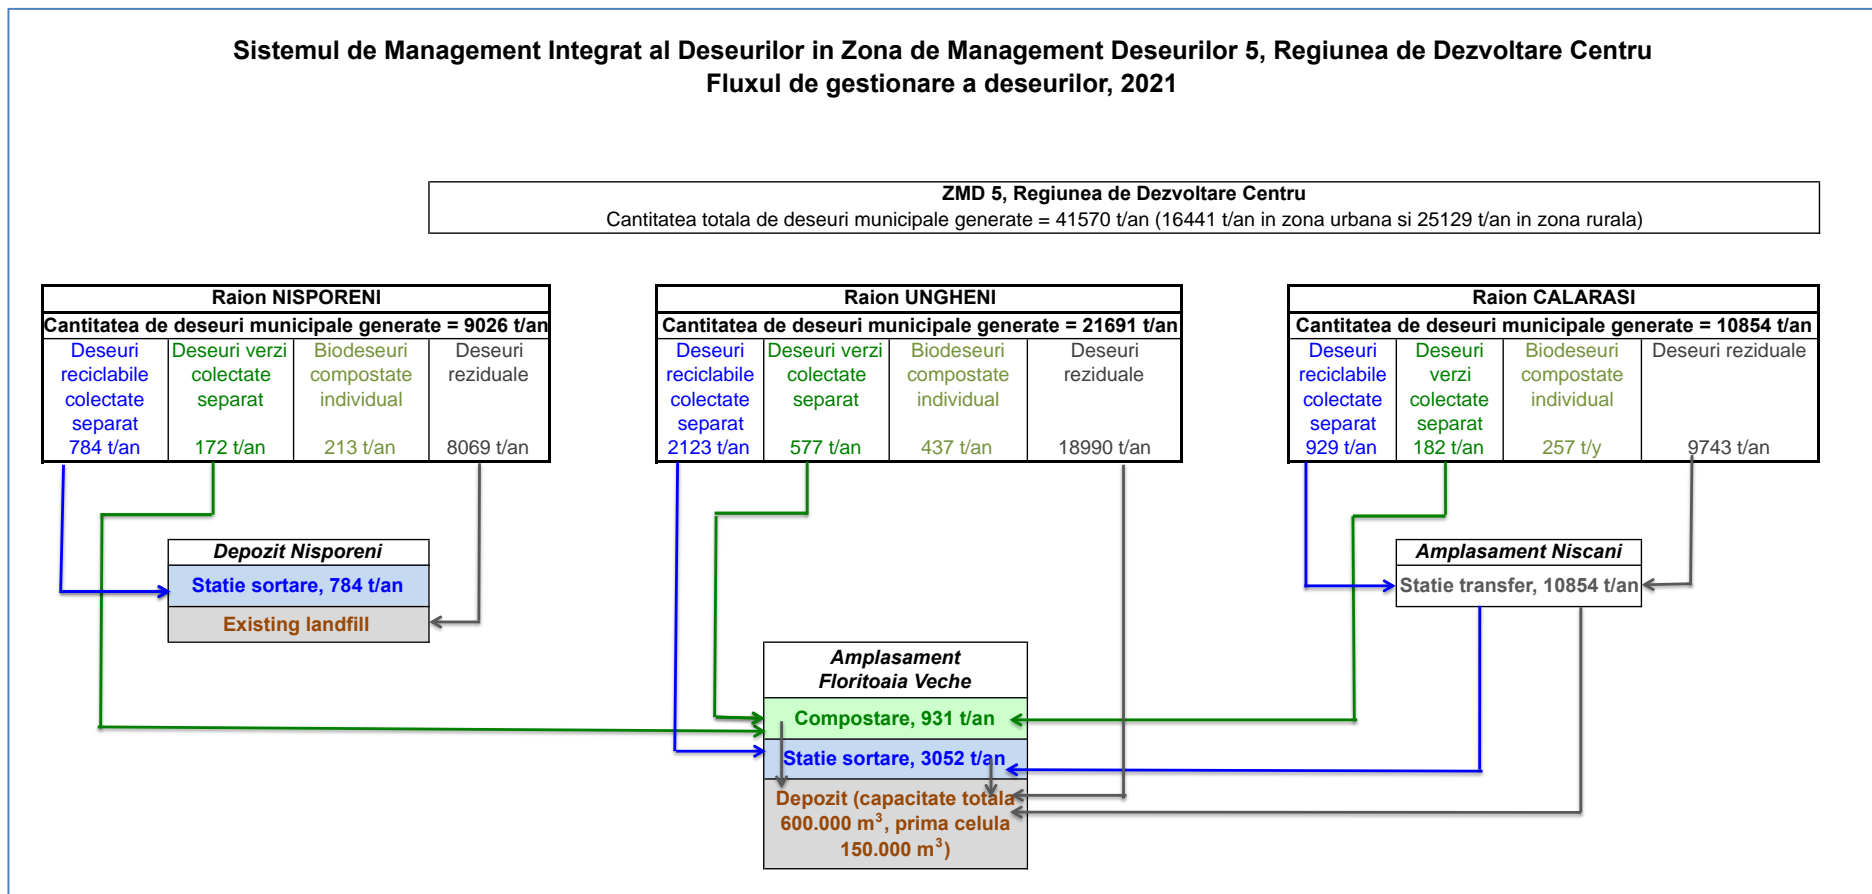 Sistemul de Management Integrat al Deseurilor in Zona de Management Deseurilor 5, Regiunea de Dezvoltare Centru
Fluxul de gestionare a deseurilor, 2021
ZMD 5, Regiunea de Dezvoltare Centru
Cantitatea totala de deseuri municipale generate = 41570 t/an (16441 t/an in zona urbana si 25129 t/an in zona rurala)
Raion NISPORENI
Cantitatea de deseuri municipale generate = 9026 t/an
Deseuri
reciclabile
colectate
separat
784 t/an
Deseuri verzi
colectate
separat
172 t/an
Biodeseuri
compostate
individual
213 t/an
Deseuri
reziduale
8069 t/an
Raion UNGHENI
Cantitatea de deseuri municipale generate = 21691 t/an
Deseuri
reciclabile
colectate
separat
2123 t/an
Deseuri verzi
colectate
separat
577 t/an
Biodeseuri
compostate
individual
437 t/an
Deseuri
reziduale
18990 t/an
Raion CALARASI
Cantitatea de deseuri municipale generate = 10854 t/an
Deseuri
reciclabile
colectate
separat
929 t/an
Deseuri
verzi
colectate
separat
182 t/an
Biodeseuri
compostate
individual
257 t/y
Deseuri reziduale
9743 t/an
Depozit Nisporeni
Statie sortare, 784 t/an
Existing landfill
Amplasament Niscani
Statie transfer, 10854 t/an
Amplasament
Floritoaia Veche
Compostare, 931 t/an
Statie sortare, 3052 t/an
Depozit (capacitate totala
600.000 m³, prima celula
150.000 m³)